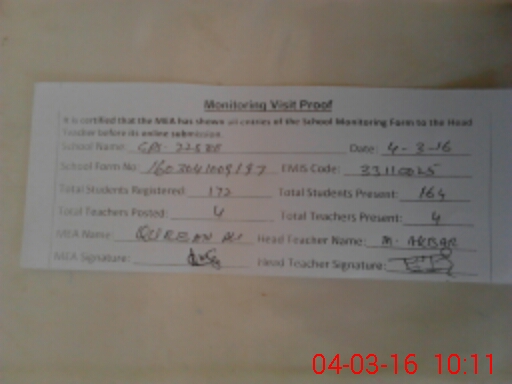 Monitoring Visit Proof
It is certified that the MEA has shown all entries of the School Monitoring Form to the Head
Teacher before its online submission
School Name: GPS Date: 4-3-16
School Form No: EMIS Code:
Total Students Registered: 172 Total Students Present: 164
Total Teachers Posted: 4 Total Teachers Present: 4
MEA Name: Head Teacher Name: M. AKBAR
MEA Signature: Head Teacher Signature:
04-03-16 10:11